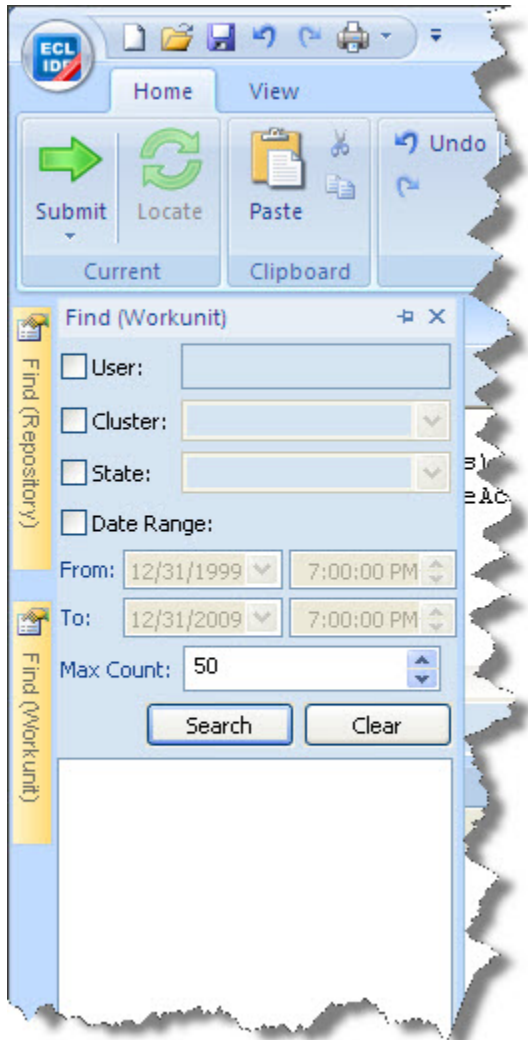 ECL
IDE
Home View
Undo
Submit Locate Paste
Current Clipboard
Find (Workunit)
Find (Repository)
User:
Cluster:
State:
Date Range:
From: 12/31/1999 7:00:00 PM
To: 12/31/2009 7:00:00 PM
Find (Workunit)
Max Count: 50
Search Clear